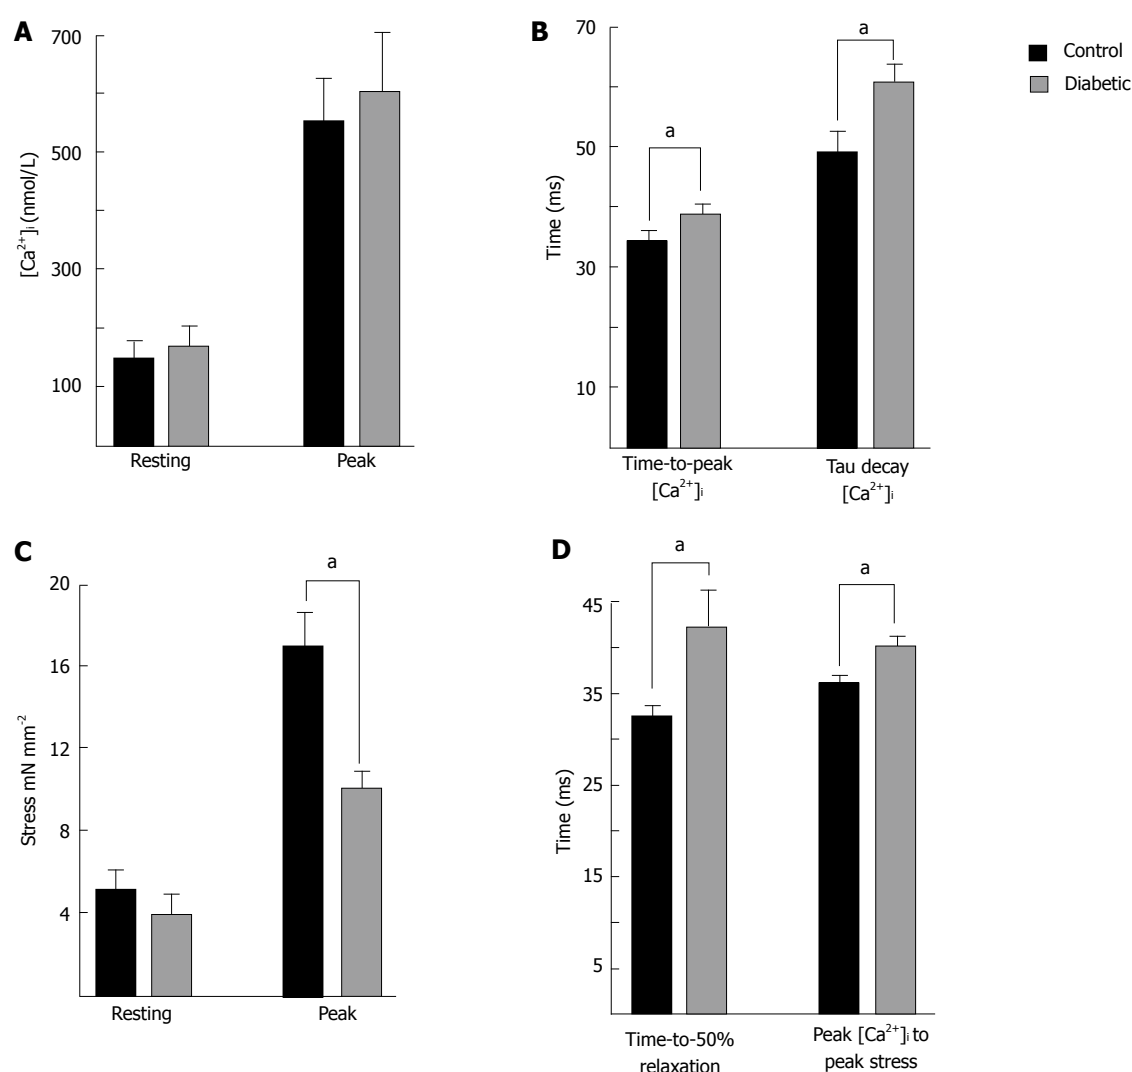 A
700
500
300
100
[Ca²⁺]ᵢ (nmol/L)
Resting
Peak
B
70
50
30
10
Time (ms)
a
a
Time-to-peak
[Ca²⁺]ᵢ
Tau decay
[Ca²⁺]ᵢ
Control
Diabetic
C
20
16
12
8
4
Stress mN mm⁻²
a
Resting
Peak
D
45
35
25
15
5
Time (ms)
a
a
Time-to-50%
relaxation
Peak [Ca²⁺]ᵢ to
peak stress